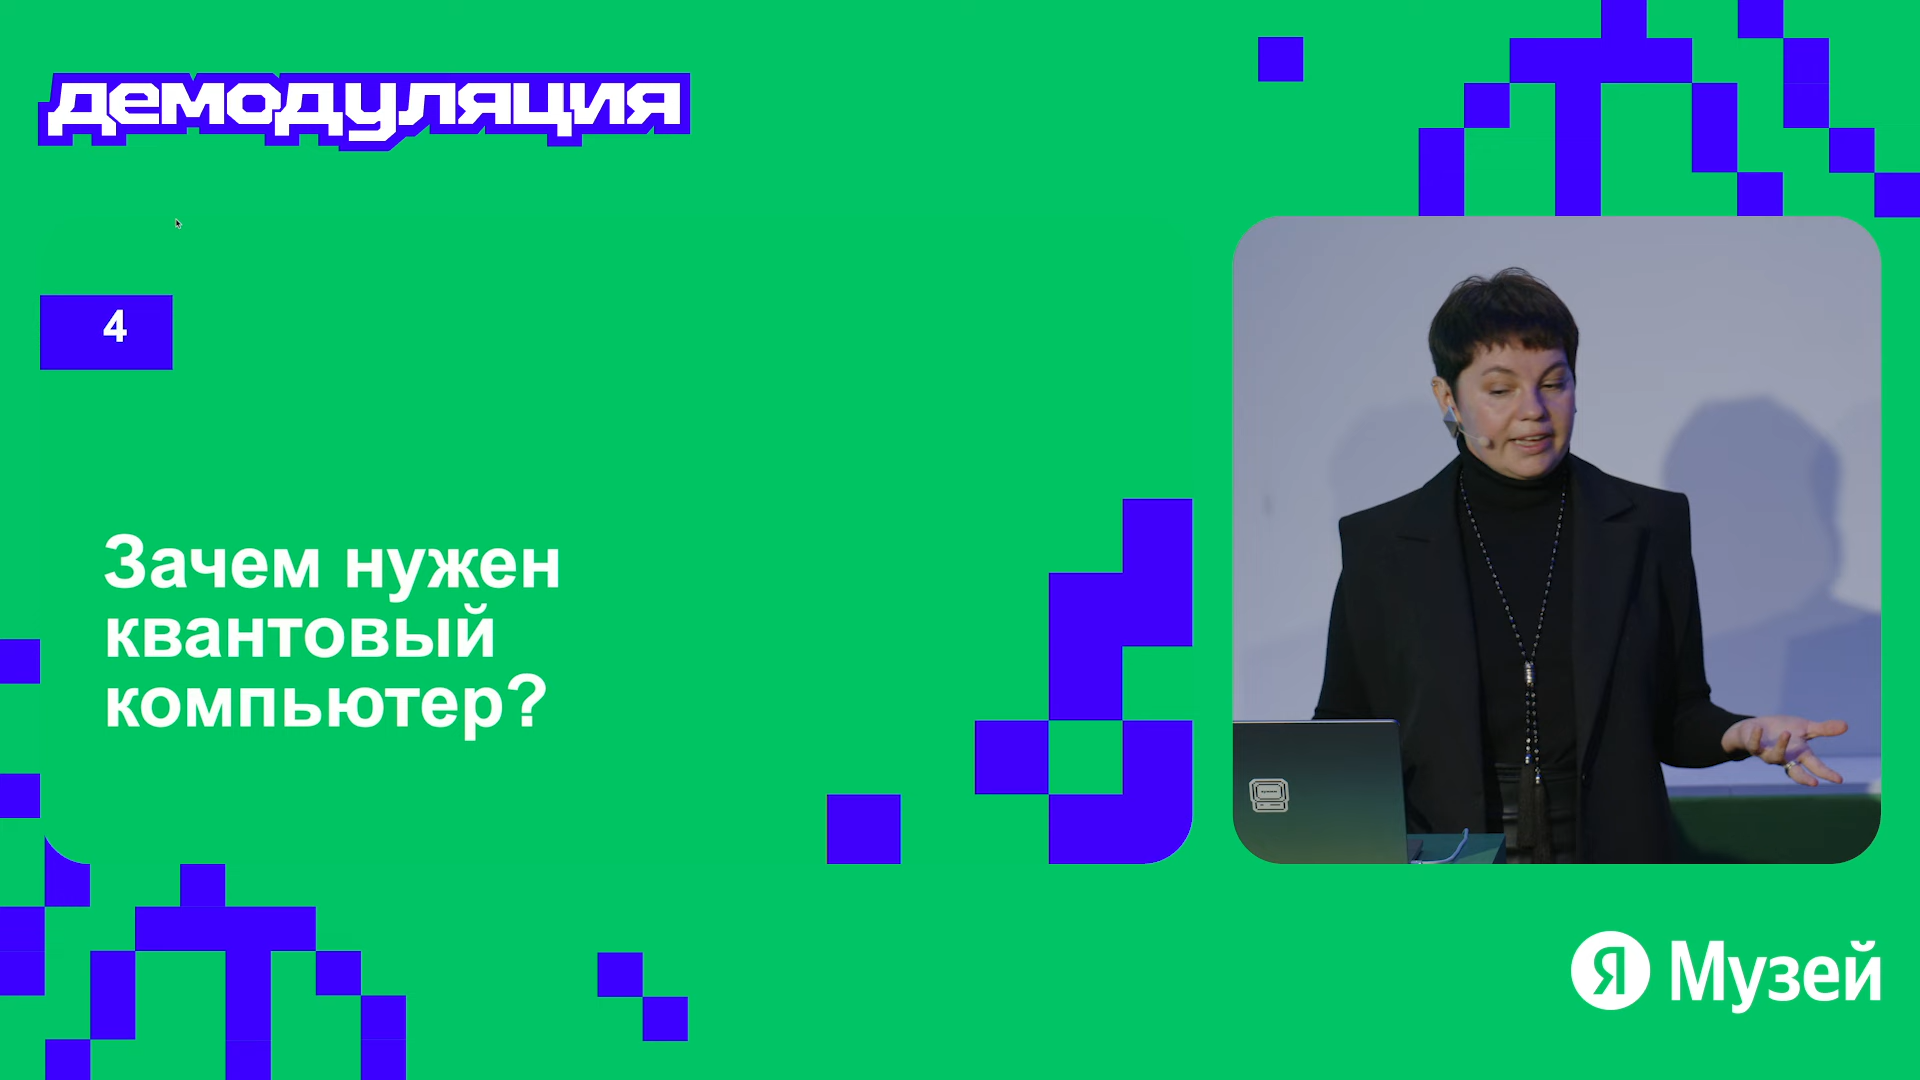 демодуляция
4
Зачем нужен
квантовый
компьютер?
Я Музей